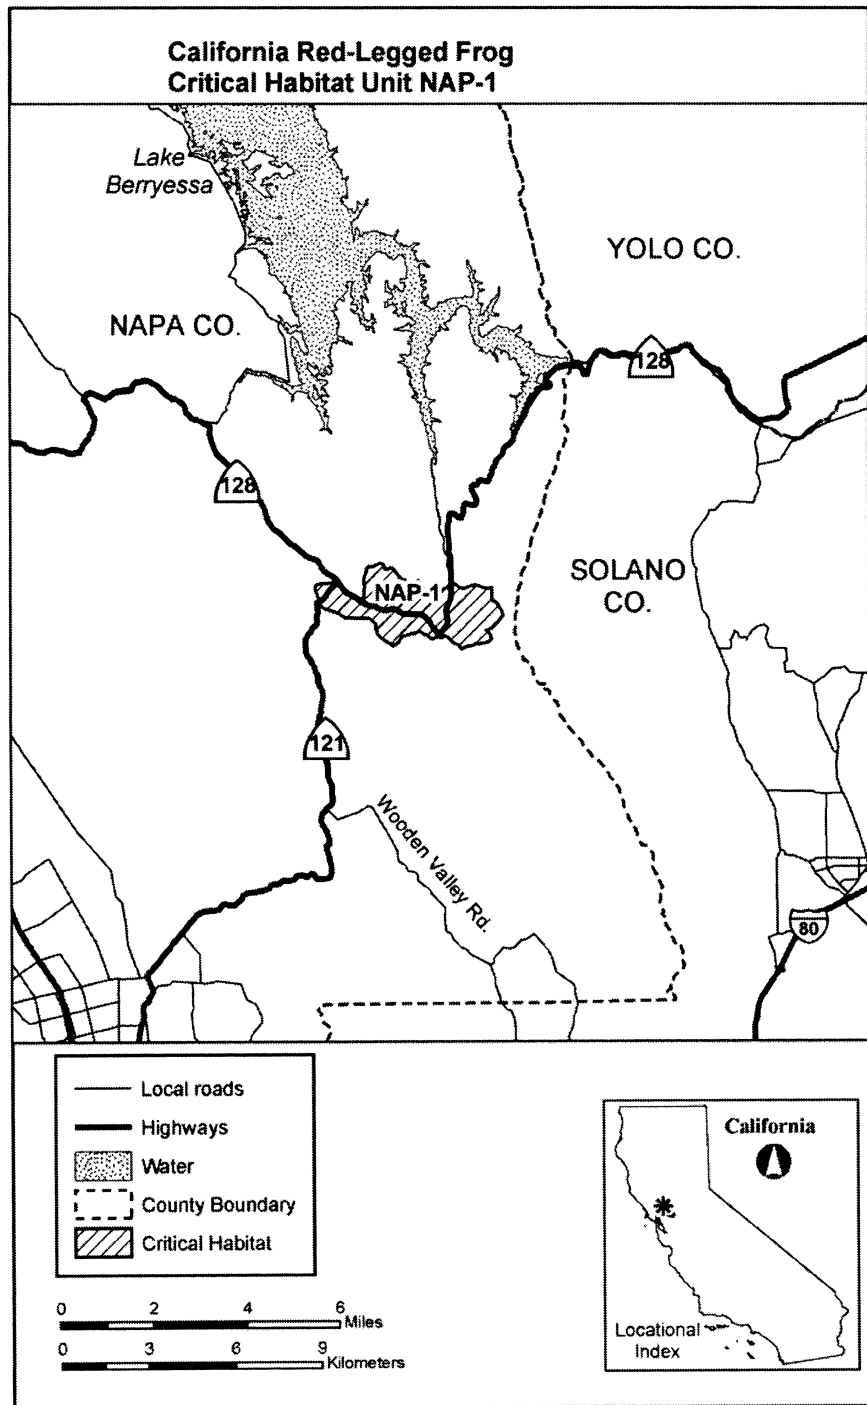 California Red-Legged Frog
Critical Habitat Unit NAP-1
Lake
Berryessa
YOLO CO.
NAPA CO.
128
128
NAP-1
SOLANO
CO.
121
Wooden Valley Rd.
80
Local roads
Highways
Water
County Boundary
Critical Habitat
California
Locational
Index
0 2 4 6
Miles
0 3 6 9
Kilometers